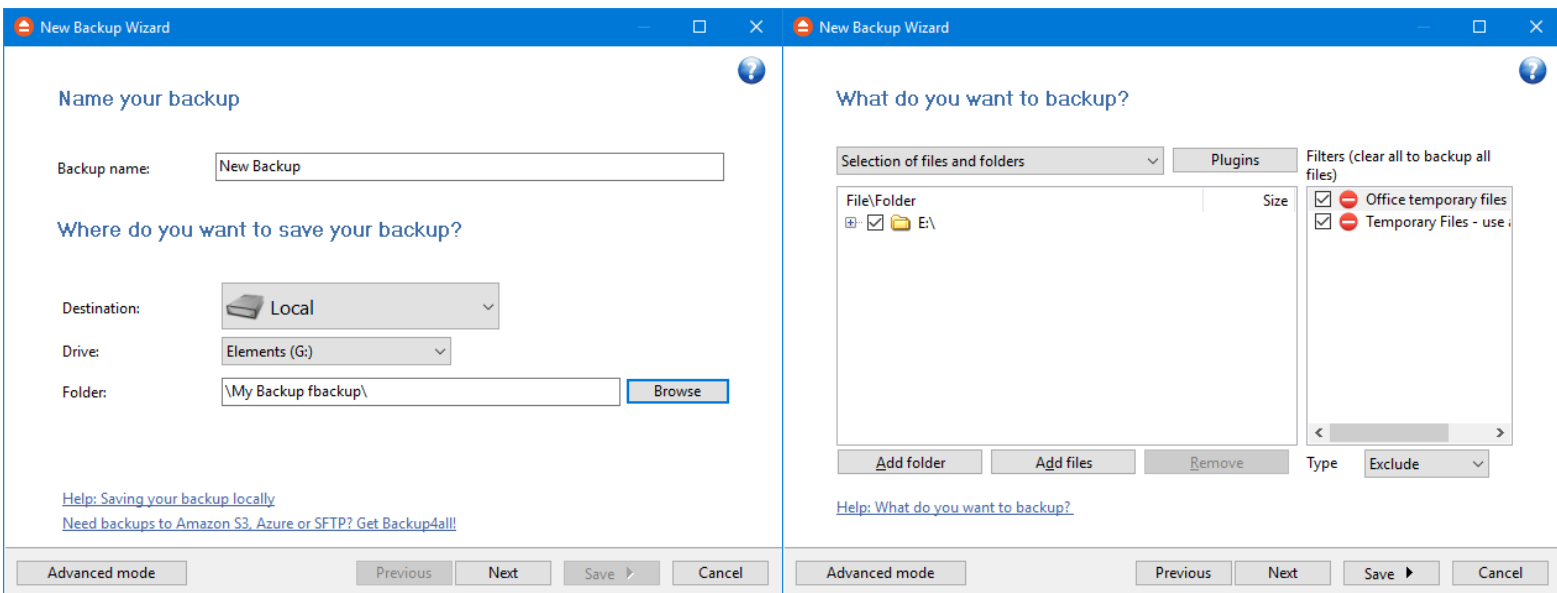 New Backup Wizard
Name your backup
Backup name:
New Backup
Where do you want to save your backup?
Destination:
Local
Drive:
Elements (G:)
Folder:
\My Backup fbackup\
Browse
Help: Saving your backup locally
Need backups to Amazon S3, Azure or SFTP? Get Backup4all!
Advanced mode
Previous
Next
Save
Cancel
New Backup Wizard
What do you want to backup?
Selection of files and folders
Plugins
Filters (clear all to backup all
files)
File\Folder
Size
E:\
Office temporary files
Temporary Files - use
Add folder
Add files
Remove
Type
Exclude
Help: What do you want to backup?
Advanced mode
Previous
Next
Save
Cancel